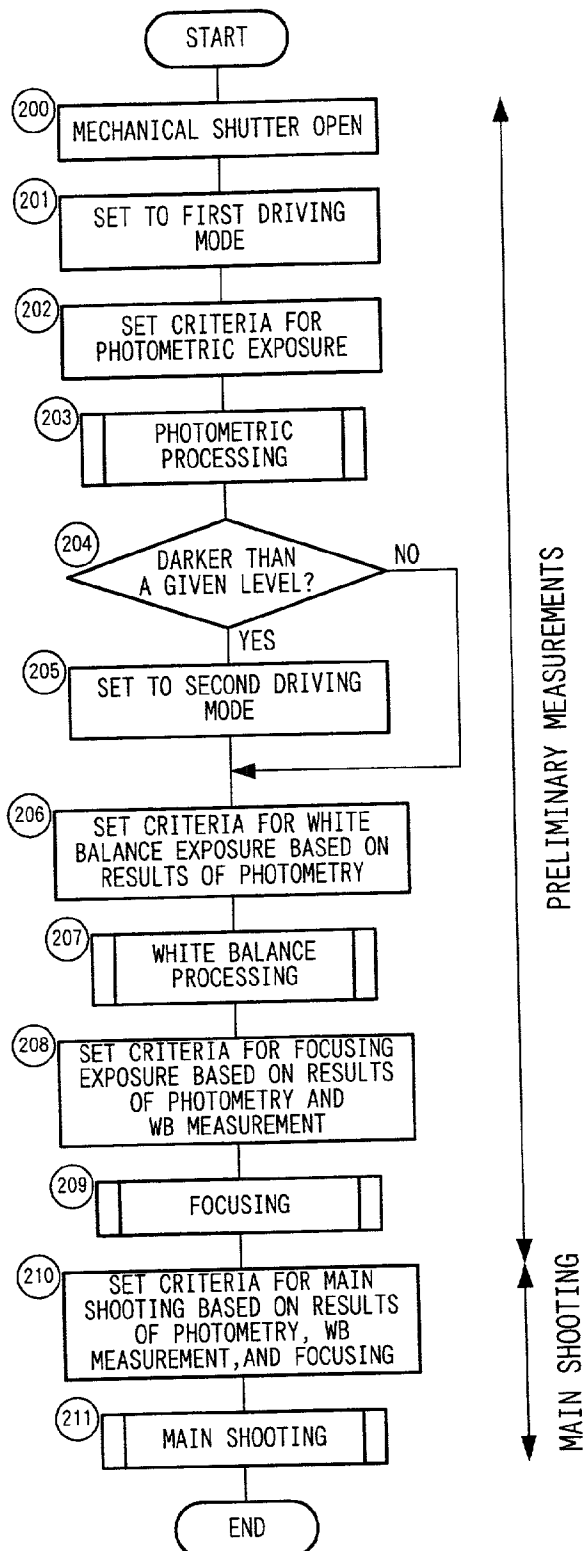 START
200
MECHANICAL SHUTTER OPEN
201
SET TO FIRST DRIVING
MODE
202
SET CRITERIA FOR
PHOTOMETRIC EXPOSURE
203
PHOTOMETRIC
PROCESSING
204
DARKER THAN
A GIVEN LEVEL?
NO
YES
205
SET TO SECOND DRIVING
MODE
206
SET CRITERIA FOR WHITE
BALANCE EXPOSURE BASED ON
RESULTS OF PHOTOMETRY
207
WHITE BALANCE
PROCESSING
208
SET CRITERIA FOR FOCUSING
EXPOSURE BASED ON RESULTS
OF PHOTOMETRY AND
WB MEASUREMENT
209
FOCUSING
210
SET CRITERIA FOR MAIN
SHOOTING BASED ON RESULTS
OF PHOTOMETRY, WB
MEASUREMENT,AND FOCUSING
211
MAIN SHOOTING
END
PRELIMINARY MEASUREMENTS
MAIN SHOOTING